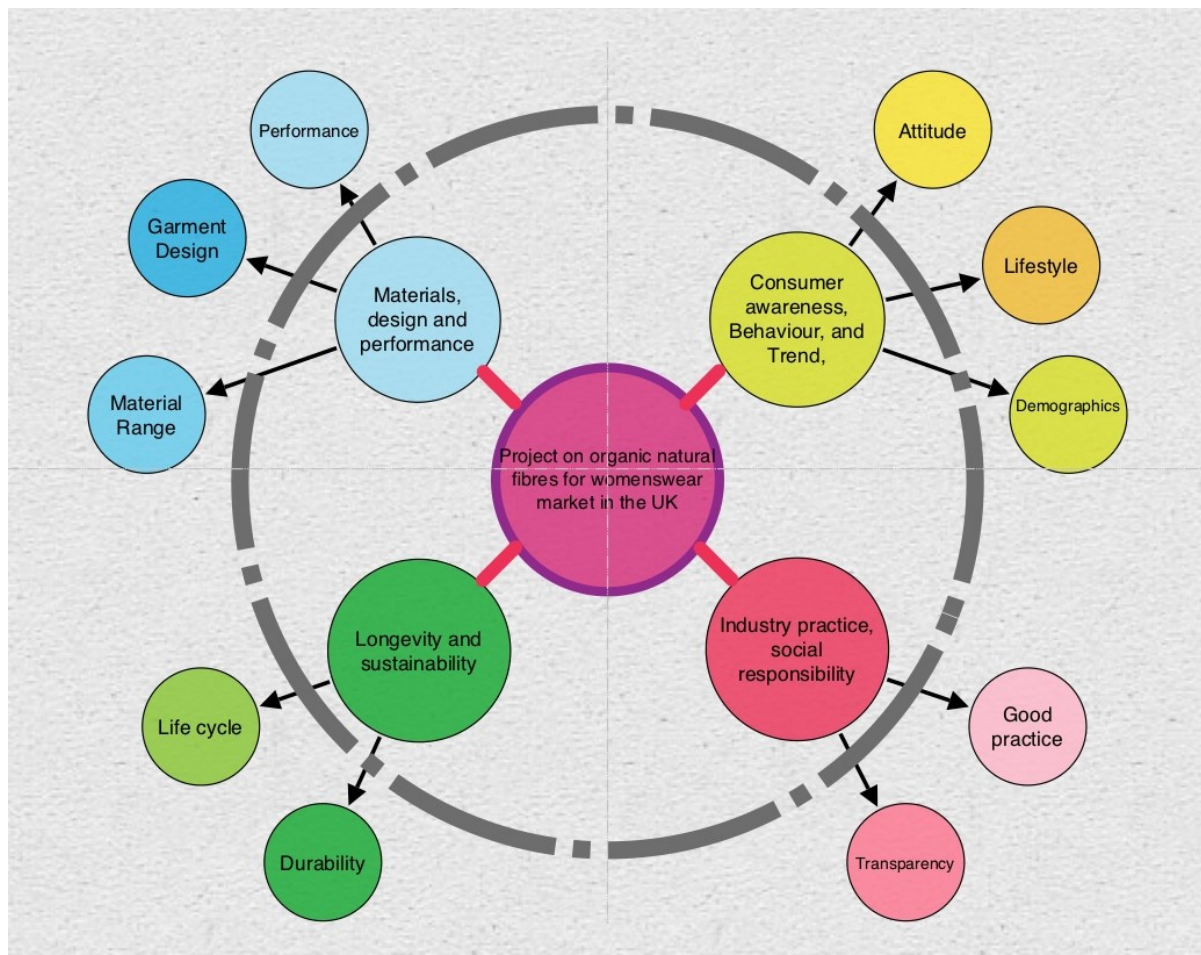 Performance
Garment
Design
Material
Range
Materials,
design and
performance
Attitude
Lifestyle
Demographics
Consumer
awareness,
Behaviour, and
Trend,
Project on organic natural
fibres for womenswear
market in the UK
Longevity and
sustainability
Life cycle
Durability
Industry practice,
social
responsibility
Good
practice
Transparency